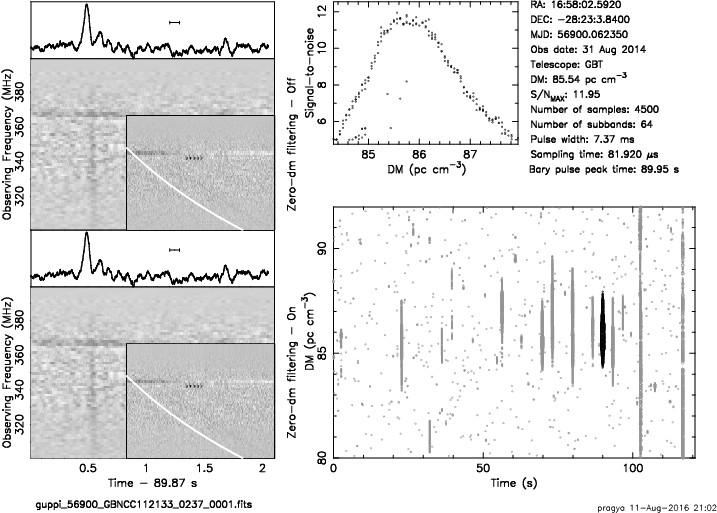 RA: 16:58:02.5920
DEC: −28:23:3.8400
MJD: 56900.062350
Obs date: 31 Aug 2014
Telescope: GBT
DM: 85.54 pc cm−3
S/NMAX: 11.95
Number of samples: 4500
Number of subbands: 64
Pulse width: 7.37 ms
Sampling time: 81.920 μs
Bary pulse peak time: 89.95 s
Observing Frequency (MHz)
380
360
340
320
Zero−dm filtering − Off
Signal−to−noise
12
10
8
6
85 86 87
DM (pc cm−3)
Observing Frequency (MHz)
380
360
340
320
Zero−dm filtering − On
0.5 1 1.5 2
Time − 89.87 s
DM (pc cm−3)
90
85
80
0 50 100
Time (s)
guppi_56900_GBNCC112133_0237_0001.fits
pragya 11−Aug−2016 21:02